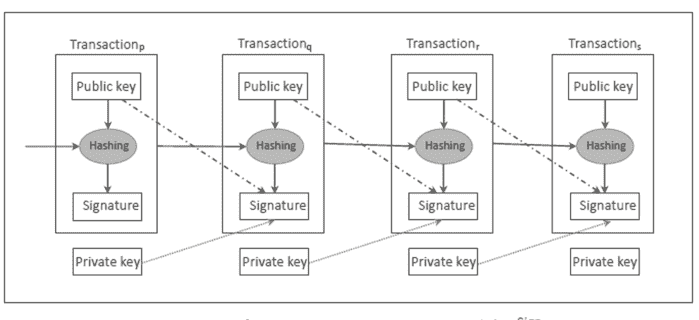 Transactionₚ Transaction_q Transactionᵣ Transactionₛ
Public key Public key Public key Public key
Hashing Hashing Hashing Hashing
Signature Signature Signature Signature
Private key Private key Private key Private key